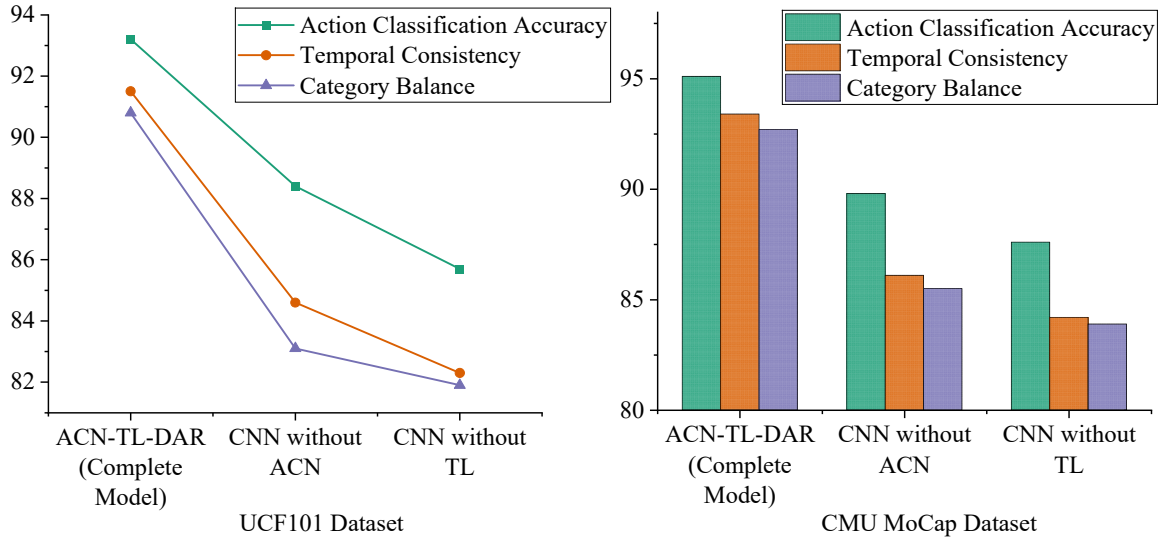 94
92
90
88
86
84
82
Action Classification Accuracy
Temporal Consistency
Category Balance
ACN-TL-DAR
(Complete
Model)
CNN without
ACN
CNN without
TL
UCF101 Dataset
95
90
85
80
Action Classification Accuracy
Temporal Consistency
Category Balance
ACN-TL-DAR
(Complete
Model)
CNN without
ACN
CNN without
TL
CMU MoCap Dataset